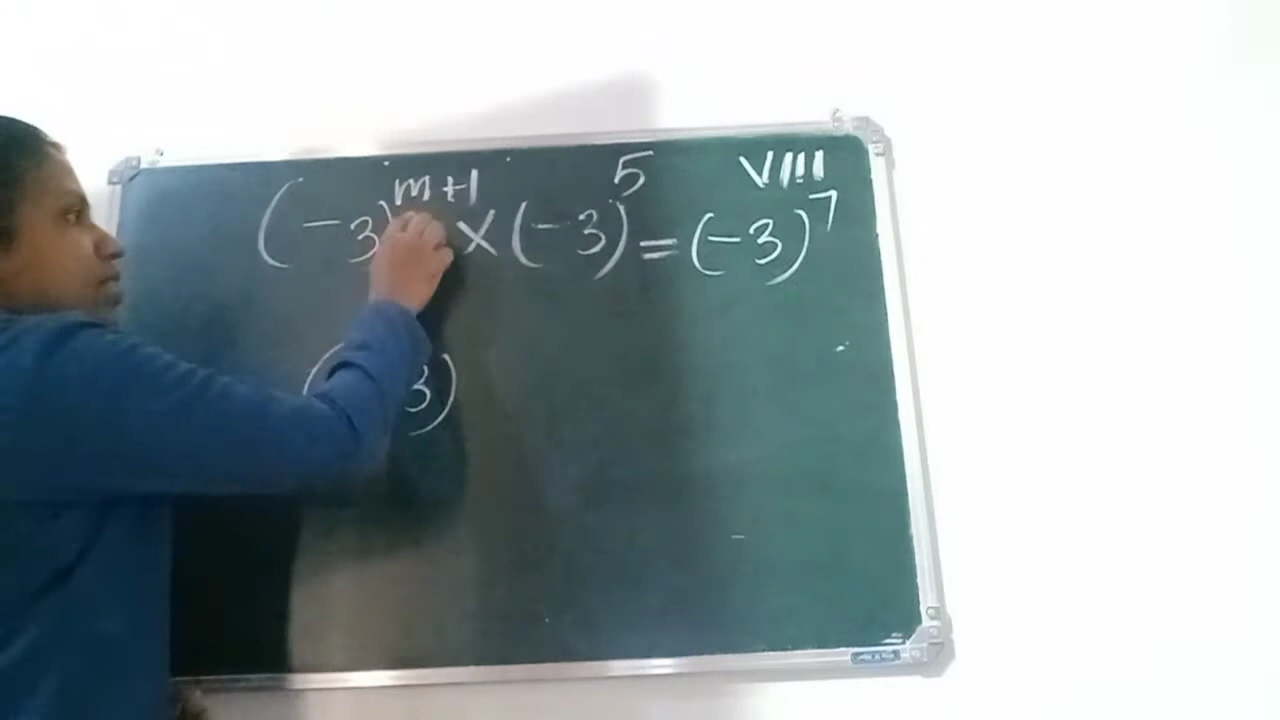 VIII
(-3)^{m+1} × (-3)^5 = (-3)^7
( 3)